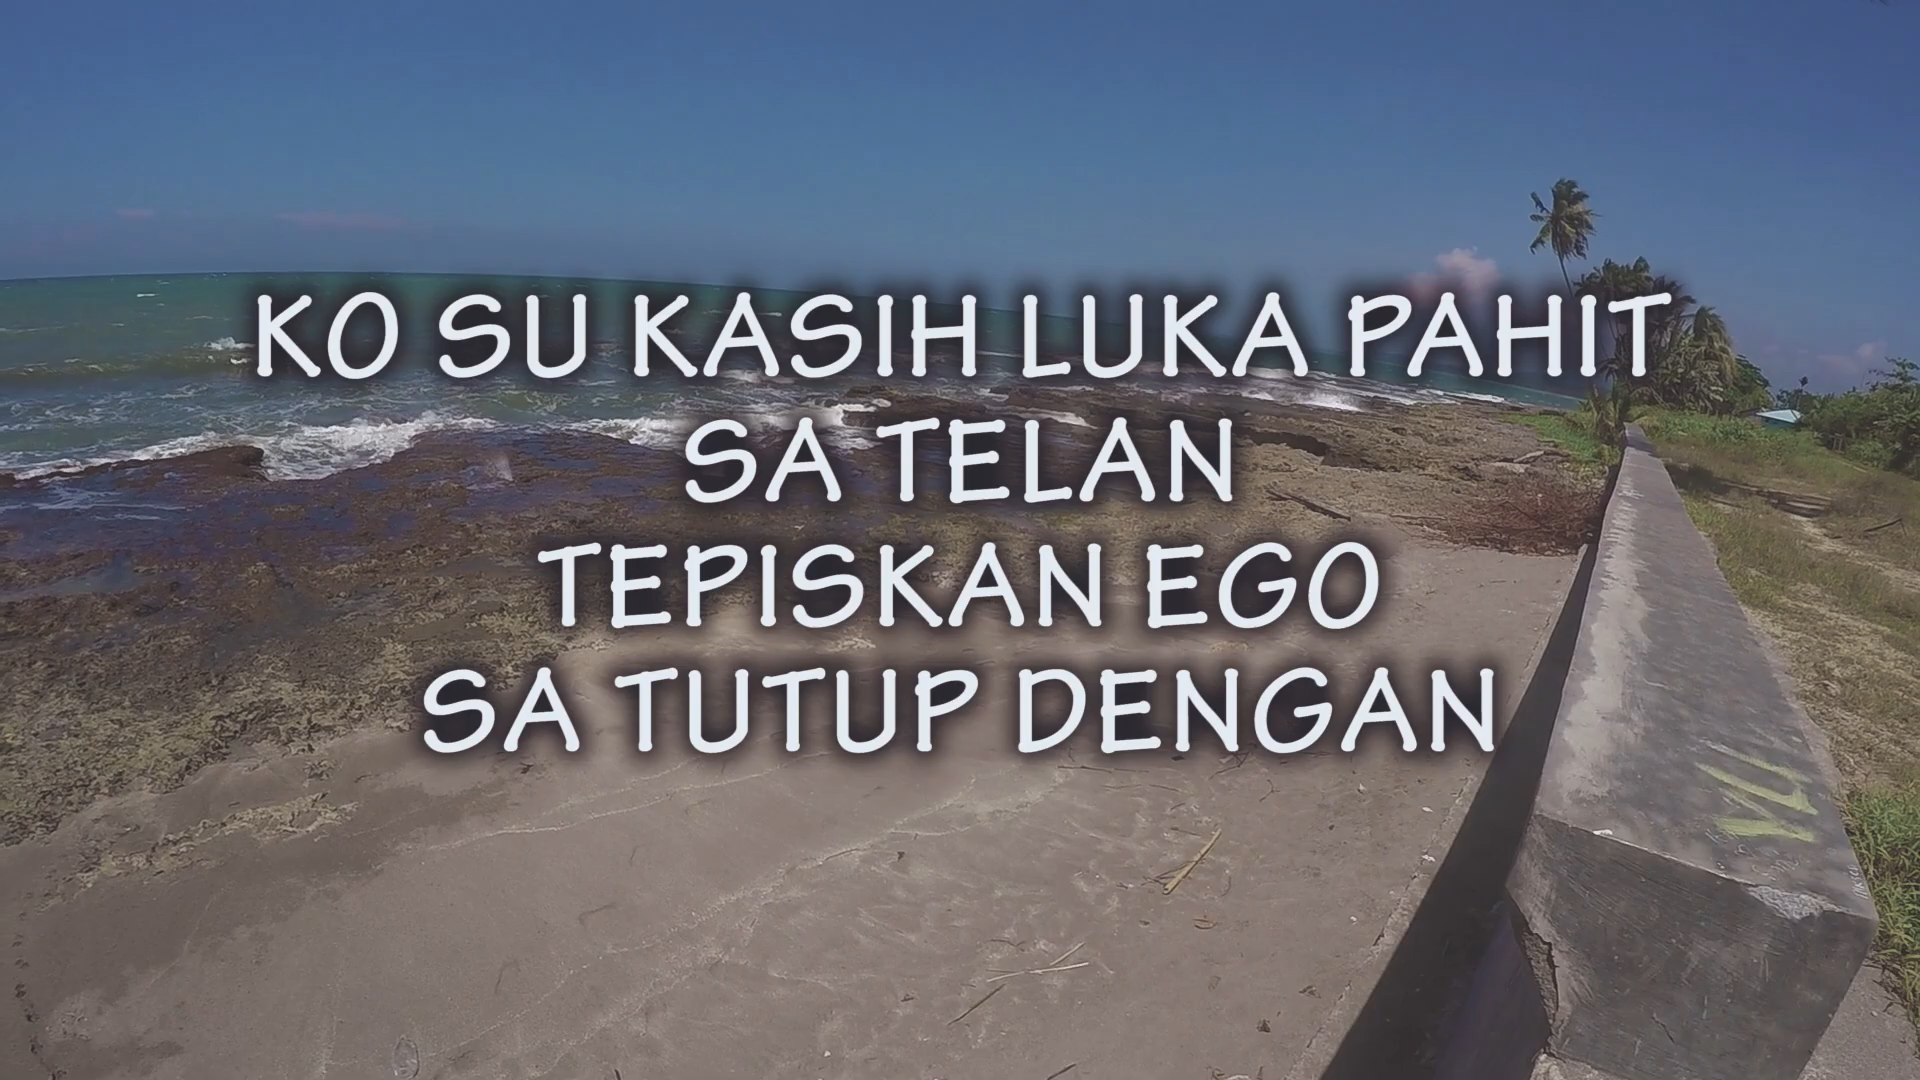 KO SU KASIH LUKA PAHIT
SA TELAN
TEPISKAN EGO
SA TUTUP DENGAN